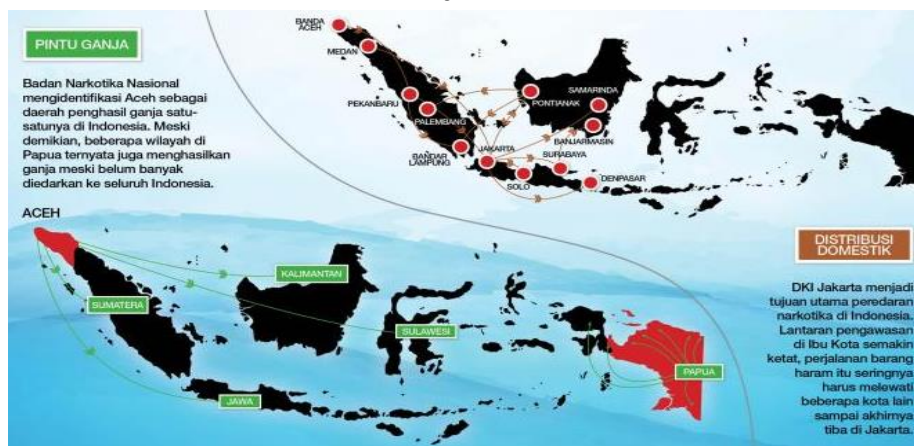 PINTU GANJA
Badan Narkotika Nasional
mengidentifikasi Aceh sebagai
daerah penghasil ganja satu-
satunya di Indonesia. Meski
demikian, beberapa wilayah di
Papua ternyata juga menghasilkan
ganja meski belum banyak
diedarkan ke seluruh Indonesia.
BANDA
ACEH
MEDAN
PEKANBARU
PALEMBANG
BANDAR
LAMPUNG
JAKARTA
SOLO
SURABAYA
DENPASAR
PONTIANAK
SAMARINDA
BANJARMASIN
ACEH
SUMATERA
KALIMANTAN
SULAWESI
JAWA
PAPUA
DISTRIBUSI
DOMESTIK
DKI Jakarta menjadi
tujuan utama peredaran
narkotika di Indonesia.
Lantaran pengawasan
di Ibu Kota semakin
ketat, perjalanan barang
haram itu seringnya
harus melewati
beberapa kota lain
sampai akhirnya
tiba di Jakarta.